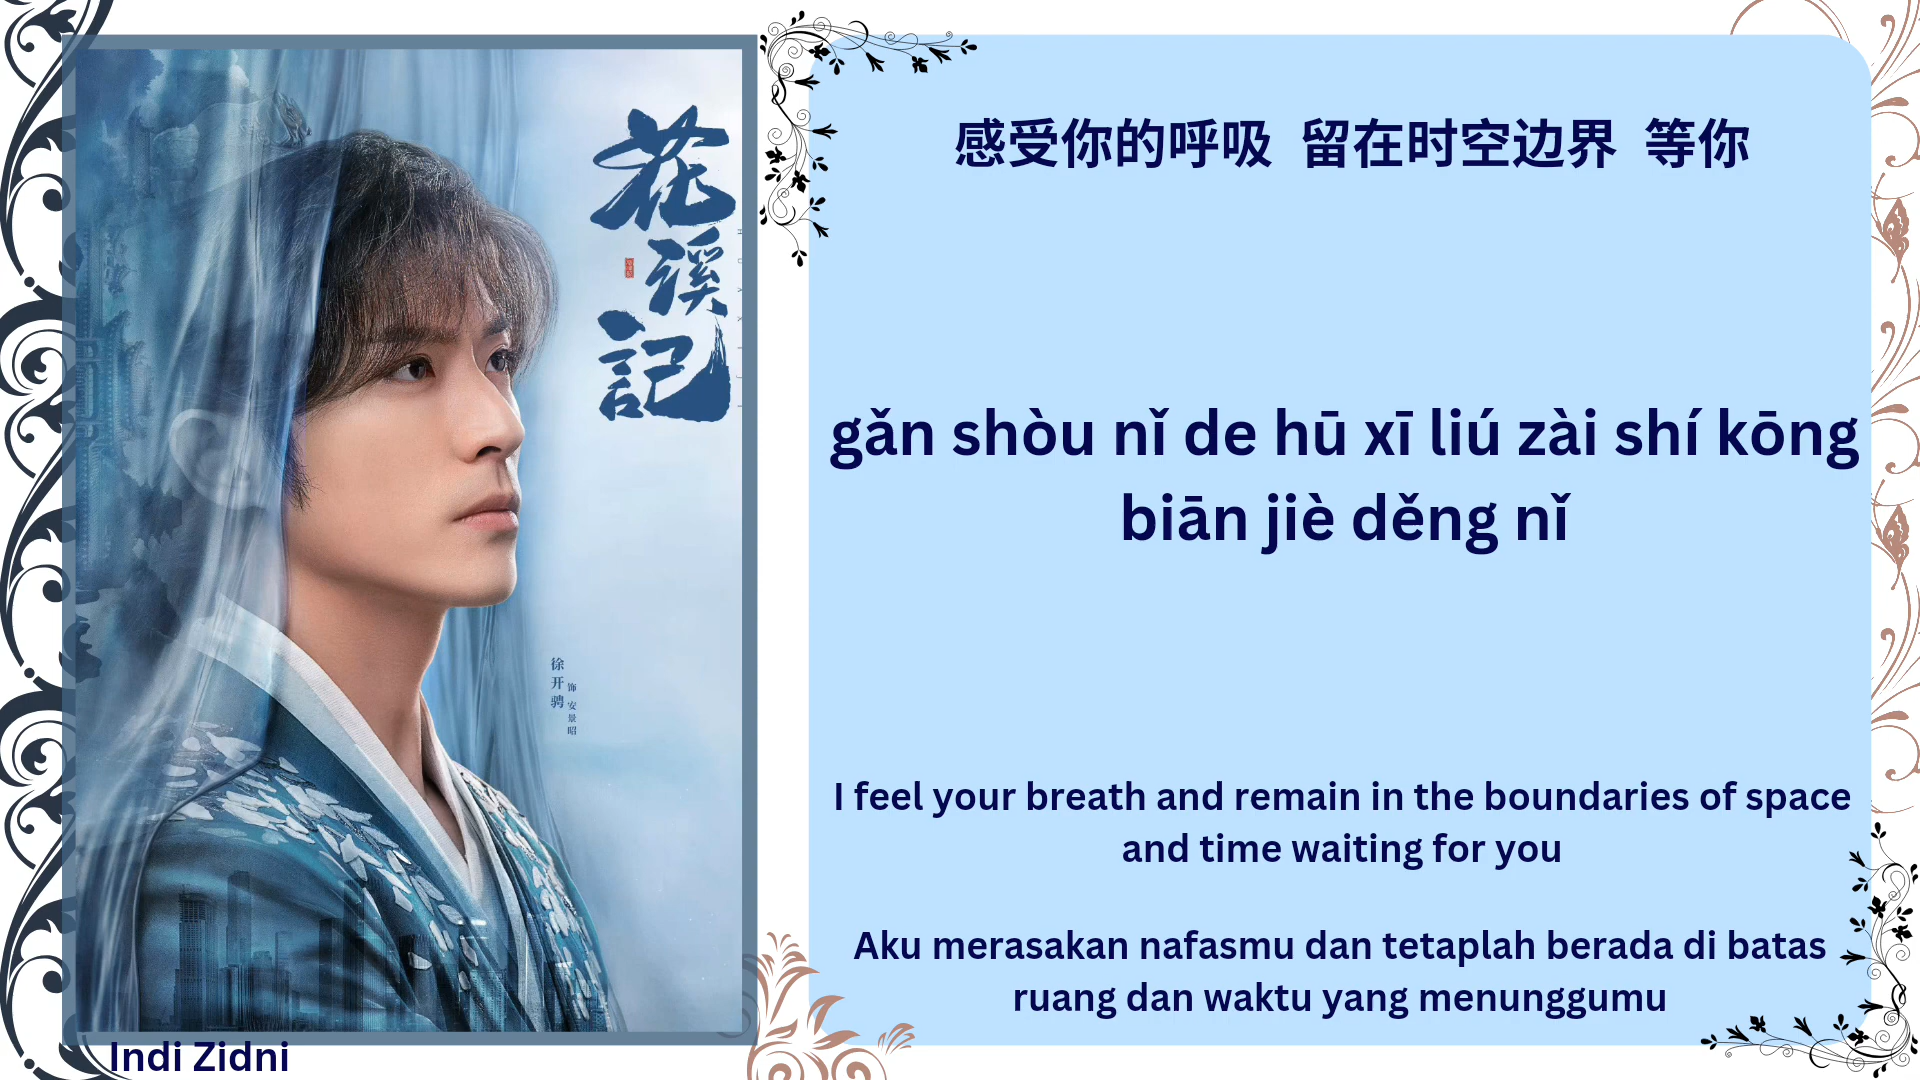 花溪記
徐开骋
饰 安景昭
感受你的呼吸 留在时空边界 等你
gǎn shòu nǐ de hū xī liú zài shí kōng
biān jiè děng nǐ
I feel your breath and remain in the boundaries of space
and time waiting for you
Aku merasakan nafasmu dan tetaplah berada di batas
ruang dan waktu yang menunggumu
Indi Zidni